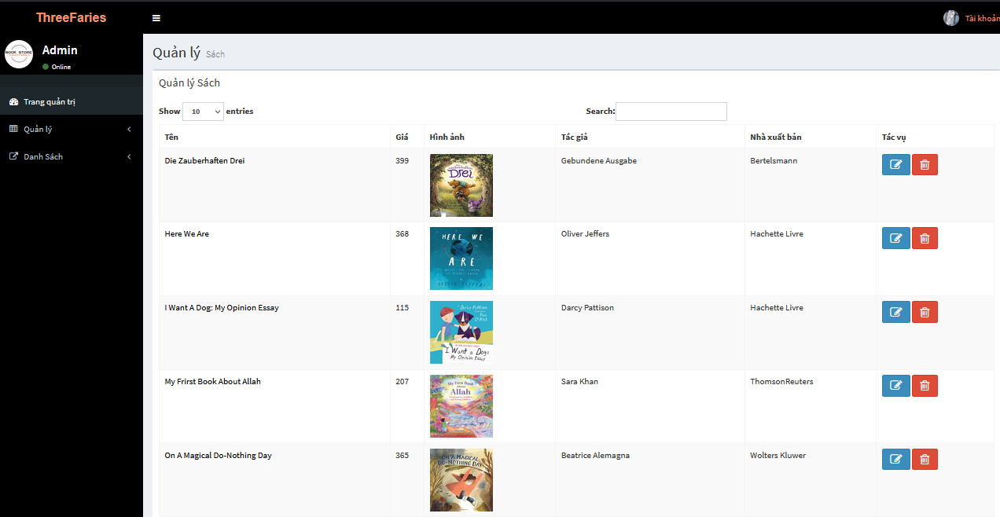 ThreeFaries
Tài khoản
BOOK STORE
Admin
Online
Trang quản trị
Quản lý
Danh Sách
Quản lý Sách
Quản lý Sách
Show 10 entries
Search:
Tên Giá Hình ảnh Tác giả Nhà xuất bản Tác vụ
Die Zauberhaften Drei 399 Gebundene Ausgabe Bertelsmann
Drei
Here We Are 368 Oliver Jeffers Hachette Livre
HERE WE
ARE
I Want A Dog: My Opinion Essay 115 Darcy Pattison Hachette Livre
Darcy Pattison
I Want a Dog:
My Opinion Essay
My Frirst Book About Allah 207 Sara Khan ThomsonReuters
My First Book
About
Allah
On A Magical Do-Nothing Day 365 Beatrice Alemagna Wolters Kluwer
ON A MAGICAL
DO-NOTHING DAY